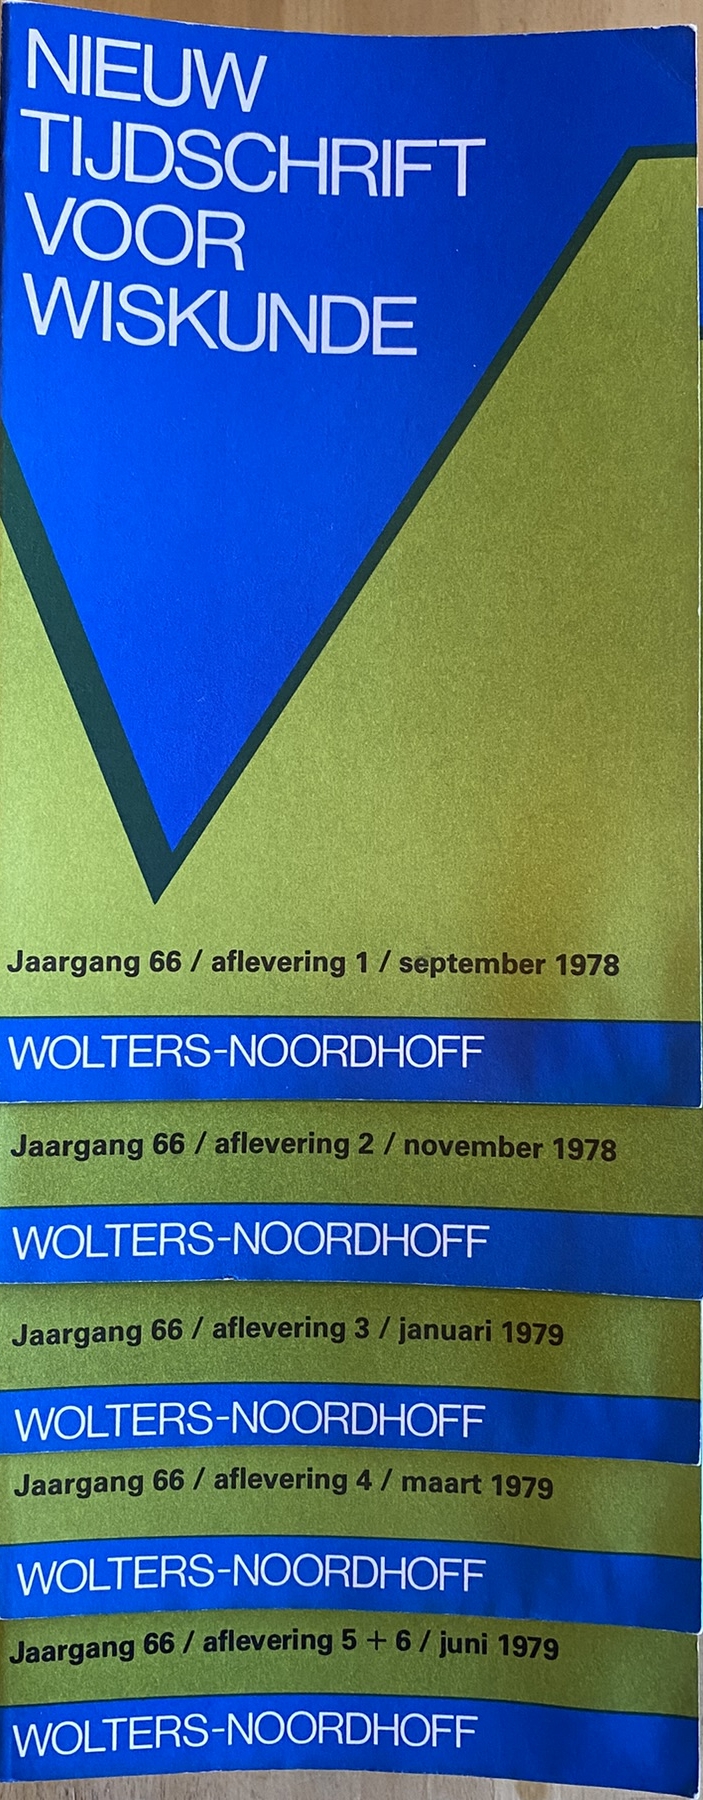 NIEUW
TIJDSCHRIFT
VOOR
WISKUNDE
Jaargang 66 / aflevering 1 / september 1978
WOLTERS-NOORDHOFF
Jaargang 66 / aflevering 2 / november 1978
WOLTERS-NOORDHOFF
Jaargang 66 / aflevering 3 / januari 1979
WOLTERS-NOORDHOFF
Jaargang 66 / aflevering 4 / maart 1979
WOLTERS-NOORDHOFF
Jaargang 66 / aflevering 5 + 6 / juni 1979
WOLTERS-NOORDHOFF